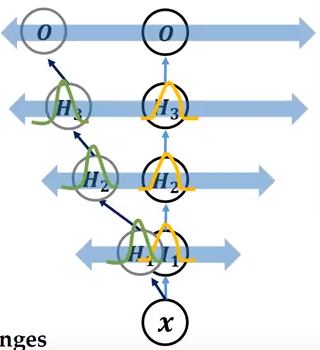 O O
H₃ H₃
H₂ H₂
H₁ 
x
nges